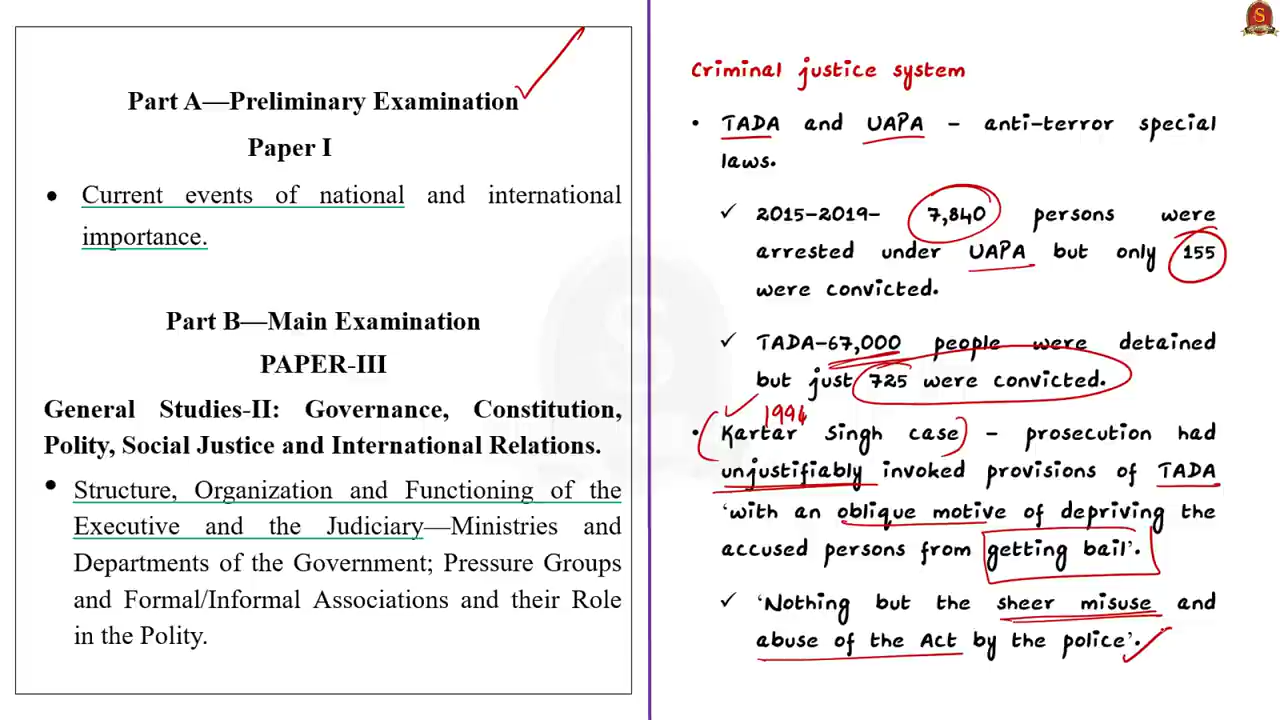 Part A—Preliminary Examination
Paper I
• Current events of national and international
importance.
Part B—Main Examination
PAPER-III
General Studies-II: Governance, Constitution,
Polity, Social Justice and International Relations.
• Structure, Organization and Functioning of the
Executive and the Judiciary—Ministries and
Departments of the Government; Pressure Groups
and Formal/Informal Associations and their Role
in the Polity.
Criminal justice system
• TADA and UAPA – anti-terror special
laws.
✓ 2015-2019- 7,840 persons were
arrested under UAPA but only 155
were convicted.
✓ TADA-67,000 people were detained
but just 725 were convicted.
1994
• Kartar Singh case – prosecution had
unjustifiably invoked provisions of TADA
'with an oblique motive of depriving the
accused persons from getting bail'.
✓ 'Nothing but the sheer misuse and
abuse of the Act by the police'.